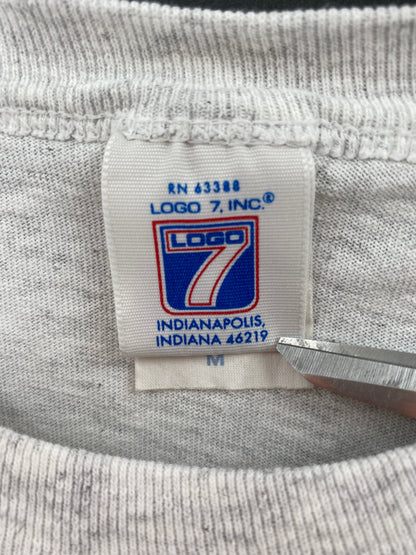 RN 63388
LOGO 7, INC.®
LOGO
7
INDIANAPOLIS,
INDIANA 46219
M